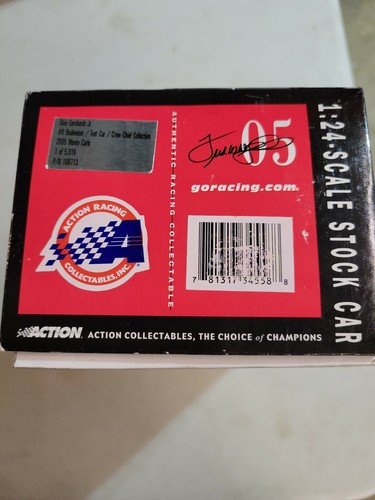 Dale Earnhardt Jr.
#8 Budweiser / Test Car / Crew Chief Collection
2005 Monte Carlo
1 of 5,016
P/N 108713
AUTHENTIC RACING COLLECTABLE
05
goracing.com
ACTION RACING
COLLECTABLES, INC.
7 81317 34558 8
1:24-SCALE STOCK CAR
ACTION ACTION COLLECTABLES, THE CHOICE of CHAMPIONS